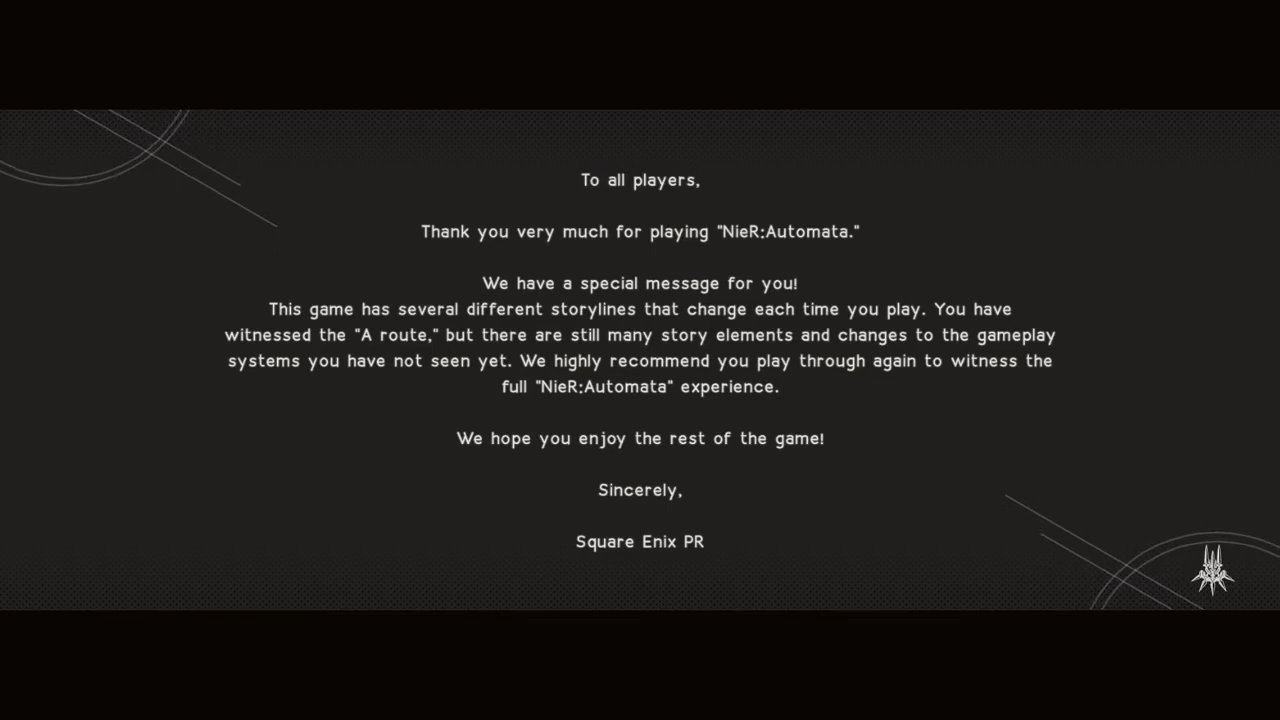 To all players,
Thank you very much for playing "NieR:Automata."
We have a special message for you!
This game has several different storylines that change each time you play. You have
witnessed the "A route," but there are still many story elements and changes to the gameplay
systems you have not seen yet. We highly recommend you play through again to witness the
full "NieR:Automata" experience.
We hope you enjoy the rest of the game!
Sincerely,
Square Enix PR